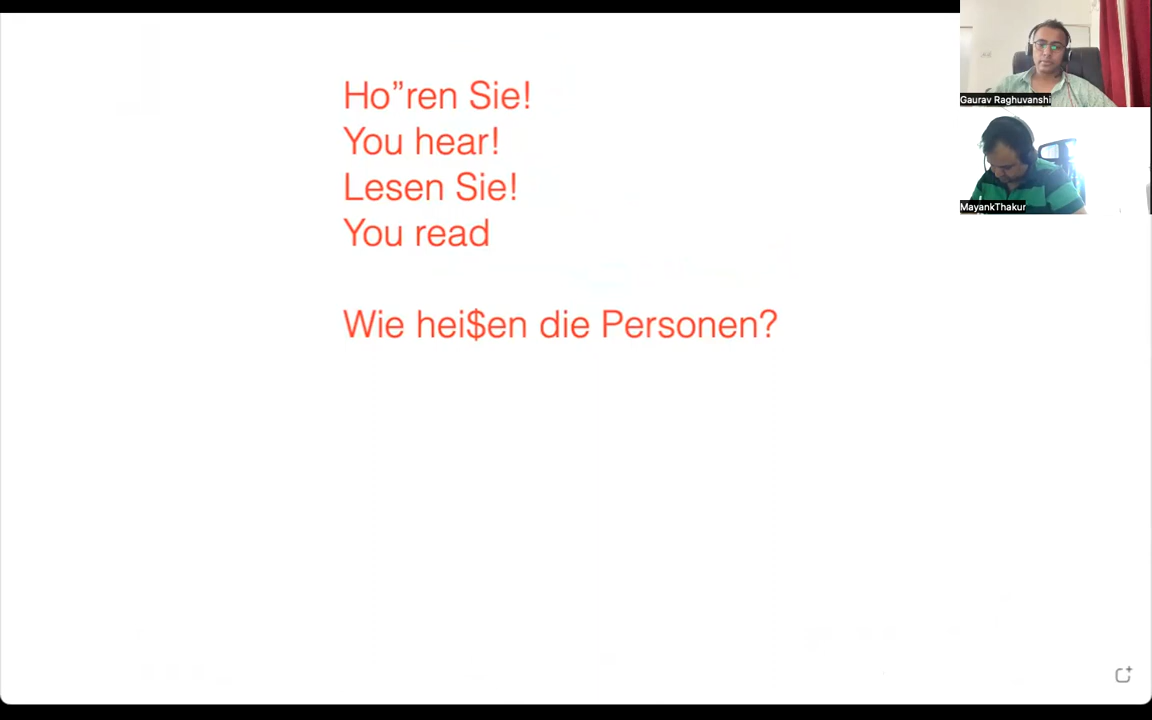 Ho”ren Sie!
You hear!
Lesen Sie!
You read
Wie hei$en die Personen?
Gaurav Raghuvanshi
MayankThakur